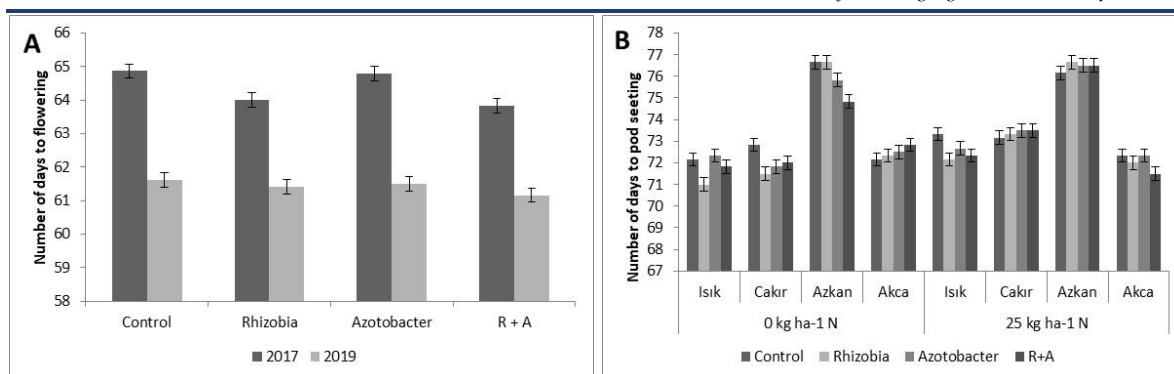 A
Number of days to flowering
66
65
64
63
62
61
60
59
58
Control Rhizobia Azotobacter R + A
2017 2019
B
Number of days to pod seeting
78
77
76
75
74
73
72
71
70
69
68
67
Isık Cakır Azkan Akca Isık Cakır Azkan Akca
0 kg ha-1 N 25 kg ha-1 N
Control Rhizobia Azotobacter R+A